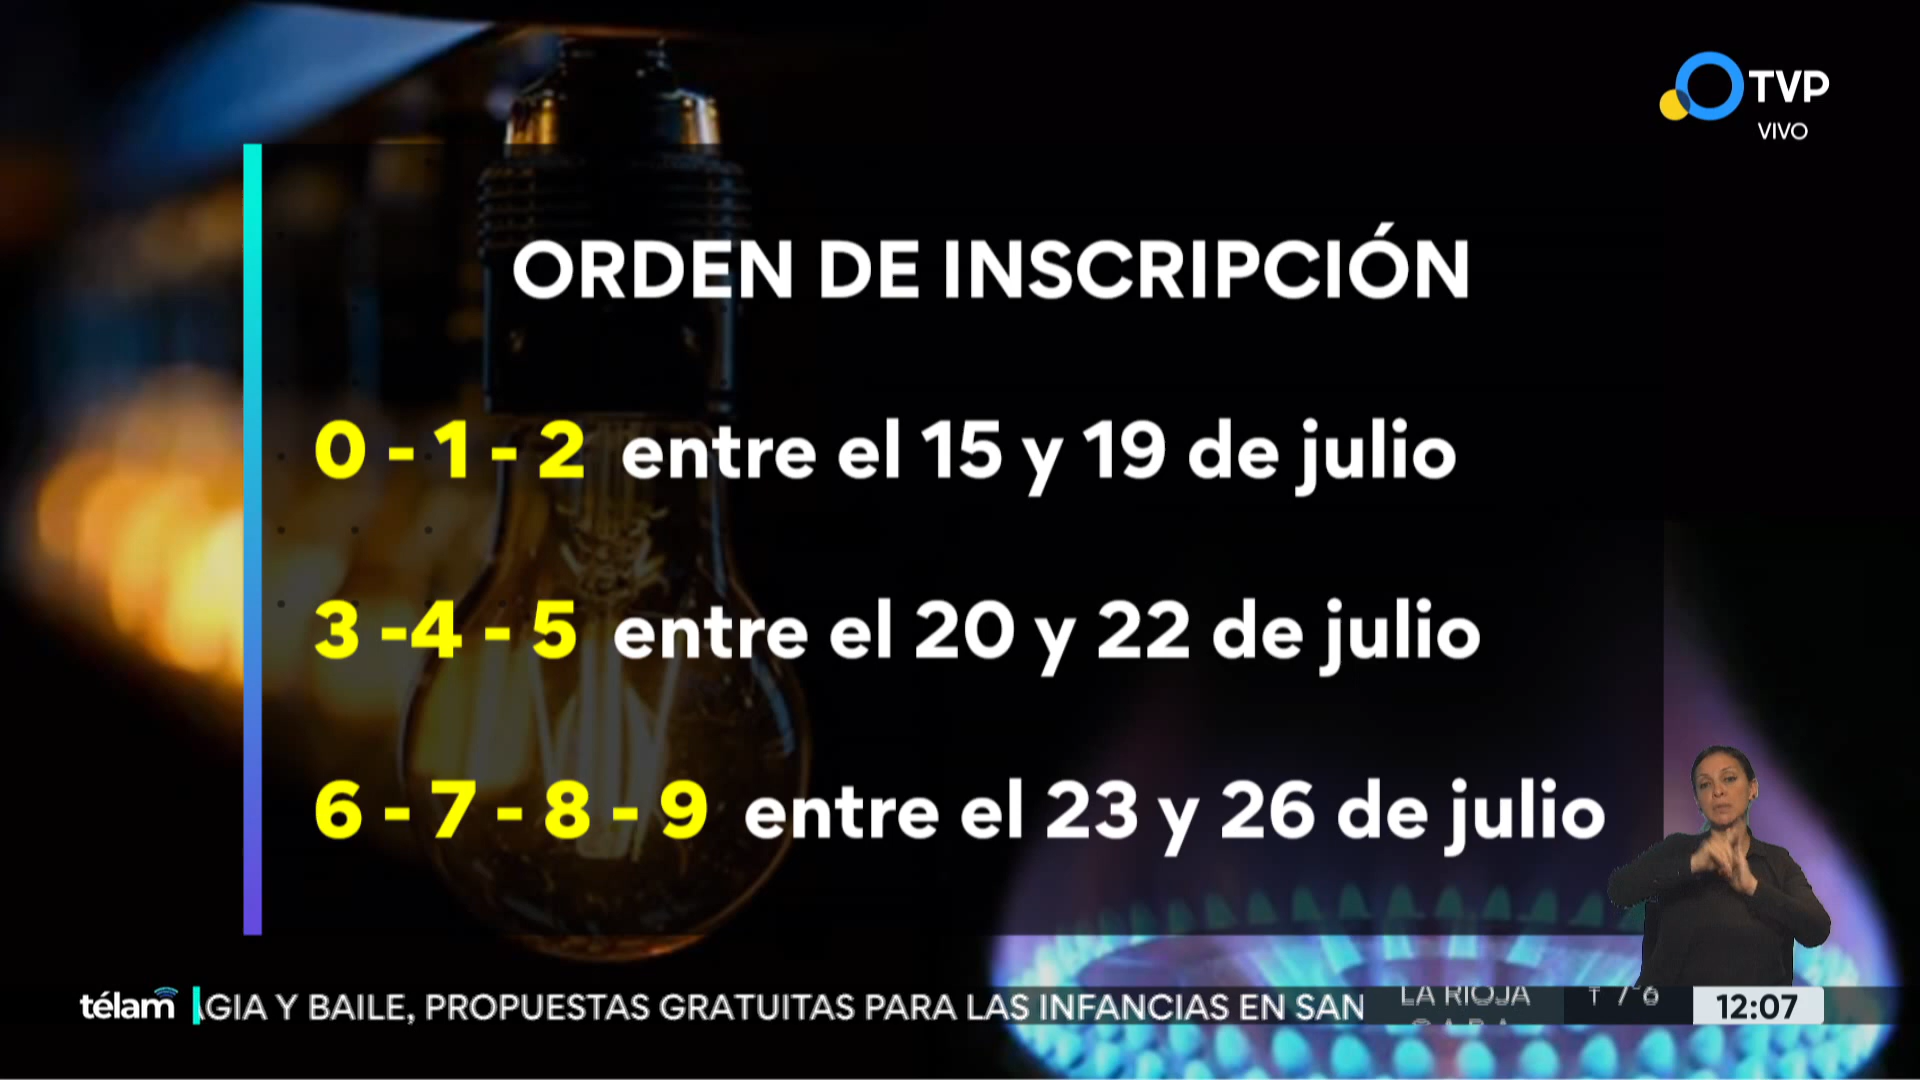 TVP
VIVO
ORDEN DE INSCRIPCIÓN
0 - 1 - 2 entre el 15 y 19 de julio
3 -4 - 5 entre el 20 y 22 de julio
6 - 7 - 8 - 9 entre el 23 y 26 de julio
télam
GIA Y BAILE, PROPUESTAS GRATUITAS PARA LAS INFANCIAS EN SAN
LA RIOJA
12:07